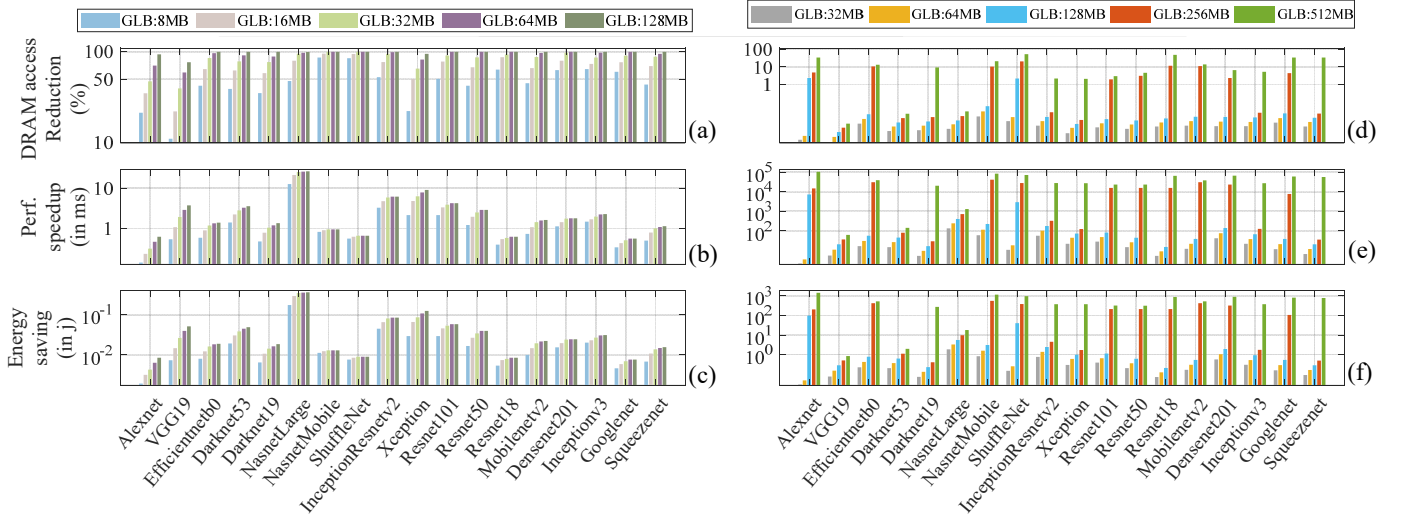 GLB:8MB GLB:16MB GLB:32MB GLB:64MB GLB:128MB
GLB:32MB GLB:64MB GLB:128MB GLB:256MB GLB:512MB
DRAM access
Reduction
(%)
100
50
10
(a)
100
10
1
(d)
Perf.
speedup
(in ms)
10
1
(b)
10^5
10^4
10^3
10^2
(e)
Energy
saving
(in j)
10^-1
10^-2
(c)
10^3
10^2
10^1
10^0
(f)
Alexnet
VGG19
Efficientnetb0
Darknet53
Darknet19
NasnetLarge
NasnetMobile
ShuffleNet
InceptionResnetv2
Xception
Resnet101
Resnet50
Resnet18
Mobilenetv2
Densenet201
Inceptionv3
Googlenet
Squeezenet
Alexnet
VGG19
Efficientnetb0
Darknet53
Darknet19
NasnetLarge
NasnetMobile
ShuffleNet
InceptionResnetv2
Xception
Resnet101
Resnet50
Resnet18
Mobilenetv2
Densenet201
Inceptionv3
Googlenet
Squeezenet